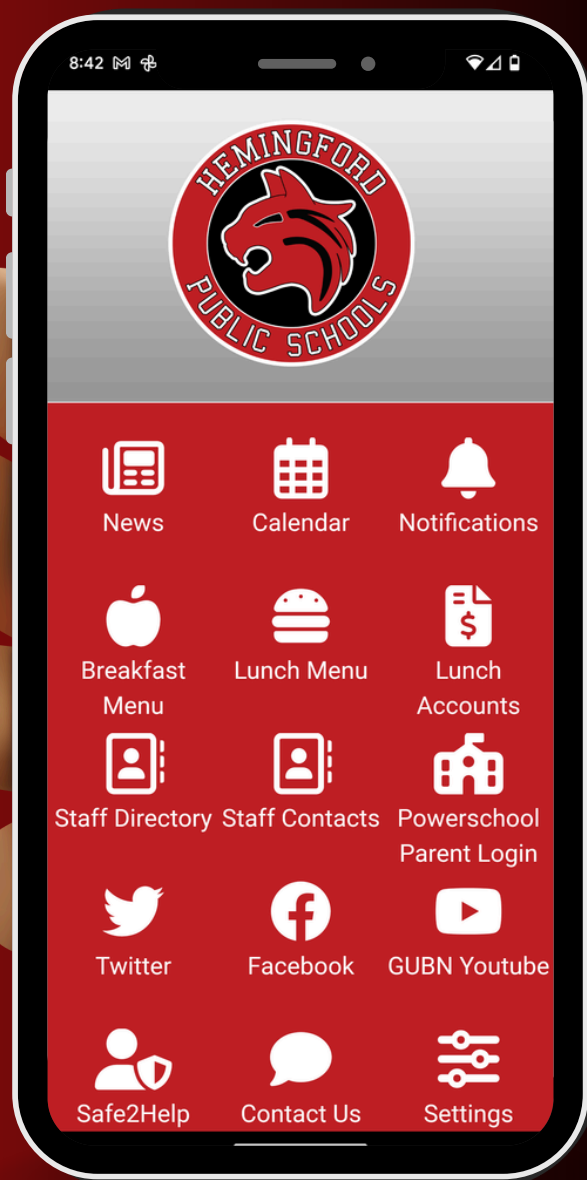 8:42
HEMINGFORD
PUBLIC SCHOOLS
News
Calendar
Notifications
Breakfast
Menu
Lunch Menu
Lunch
Accounts
Staff Directory
Staff Contacts
Powerschool
Parent Login
Twitter
Facebook
GUBN Youtube
Safe2Help
Contact Us
Settings